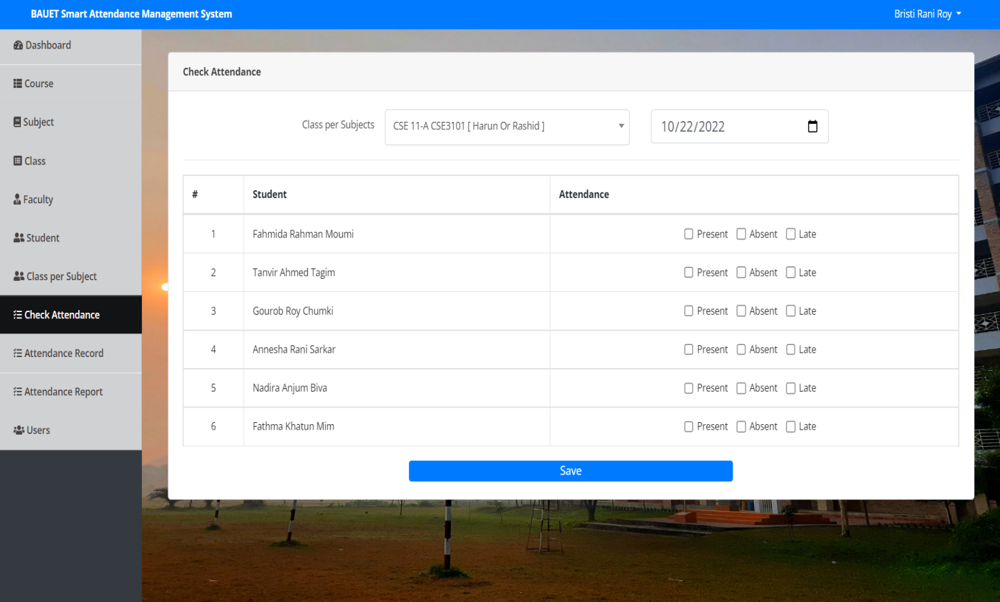 BAUET Smart Attendance Management System
Bristi Rani Roy
Dashboard
Course
Subject
Class
Faculty
Student
Class per Subject
Check Attendance
Attendance Record
Attendance Report
Users
Check Attendance
Class per Subjects
CSE 11-A CSE3101 [ Harun Or Rashid ]
10/22/2022
# Student Attendance
1 Fahmida Rahman Moumi Present Absent Late
2 Tanvir Ahmed Tagim Present Absent Late
3 Gourob Roy Chumki Present Absent Late
4 Annesha Rani Sarkar Present Absent Late
5 Nadira Anjum Biva Present Absent Late
6 Fathma Khatun Mim Present Absent Late
Save